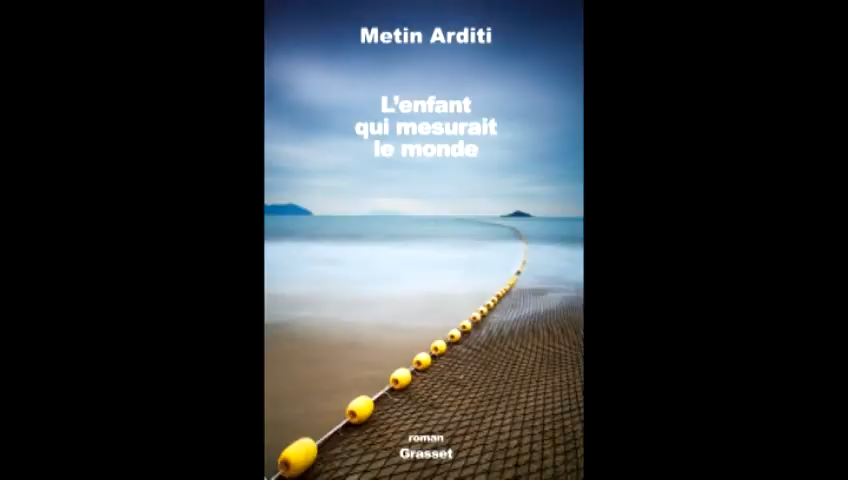 Metin Arditi
L'enfant
qui mesurait
le monde
roman
Grasset